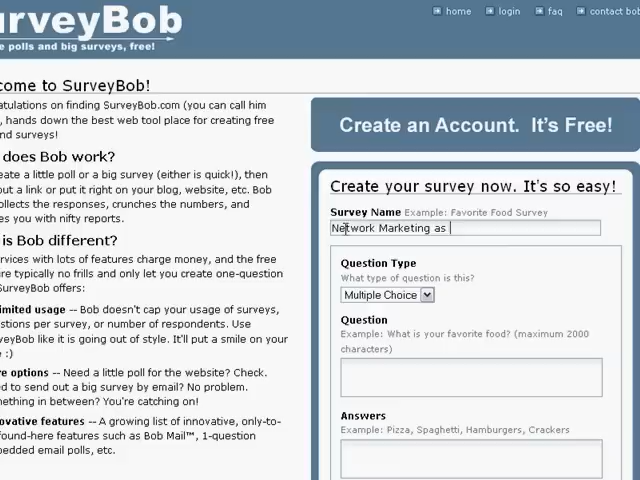 urveyBob
e polls and big surveys, free!
home login faq contact bob
come to SurveyBob!
atulations on finding SurveyBob.com (you can call him
, hands down the best web tool place for creating free
nd surveys!
does Bob work?
eate a little poll or a big survey (either is quick!), then
out a link or put it right on your blog, website, etc. Bob
ollects the responses, crunches the numbers, and
es you with nifty reports.
is Bob different?
rvices with lots of features charge money, and the free
re typically no frills and only let you create one-question
SurveyBob offers:
limited usage -- Bob doesn't cap your usage of surveys,
stions per survey, or number of respondents. Use
veyBob like it is going out of style. It'll put a smile on your
e :)
re options -- Need a little poll for the website? Check.
ed to send out a big survey by email? No problem.
mething in between? You're catching on!
ovative features -- A growing list of innovative, only-to-
found-here features such as Bob Mail™, 1-question
bedded email polls, etc.
Create an Account. It's Free!
Create your survey now. It's so easy!
Survey Name Example: Favorite Food Survey
Network Marketing as
Question Type
What type of question is this?
Multiple Choice
Question
Example: What is your favorite food? (maximum 2000
characters)
Answers
Example: Pizza, Spaghetti, Hamburgers, Crackers